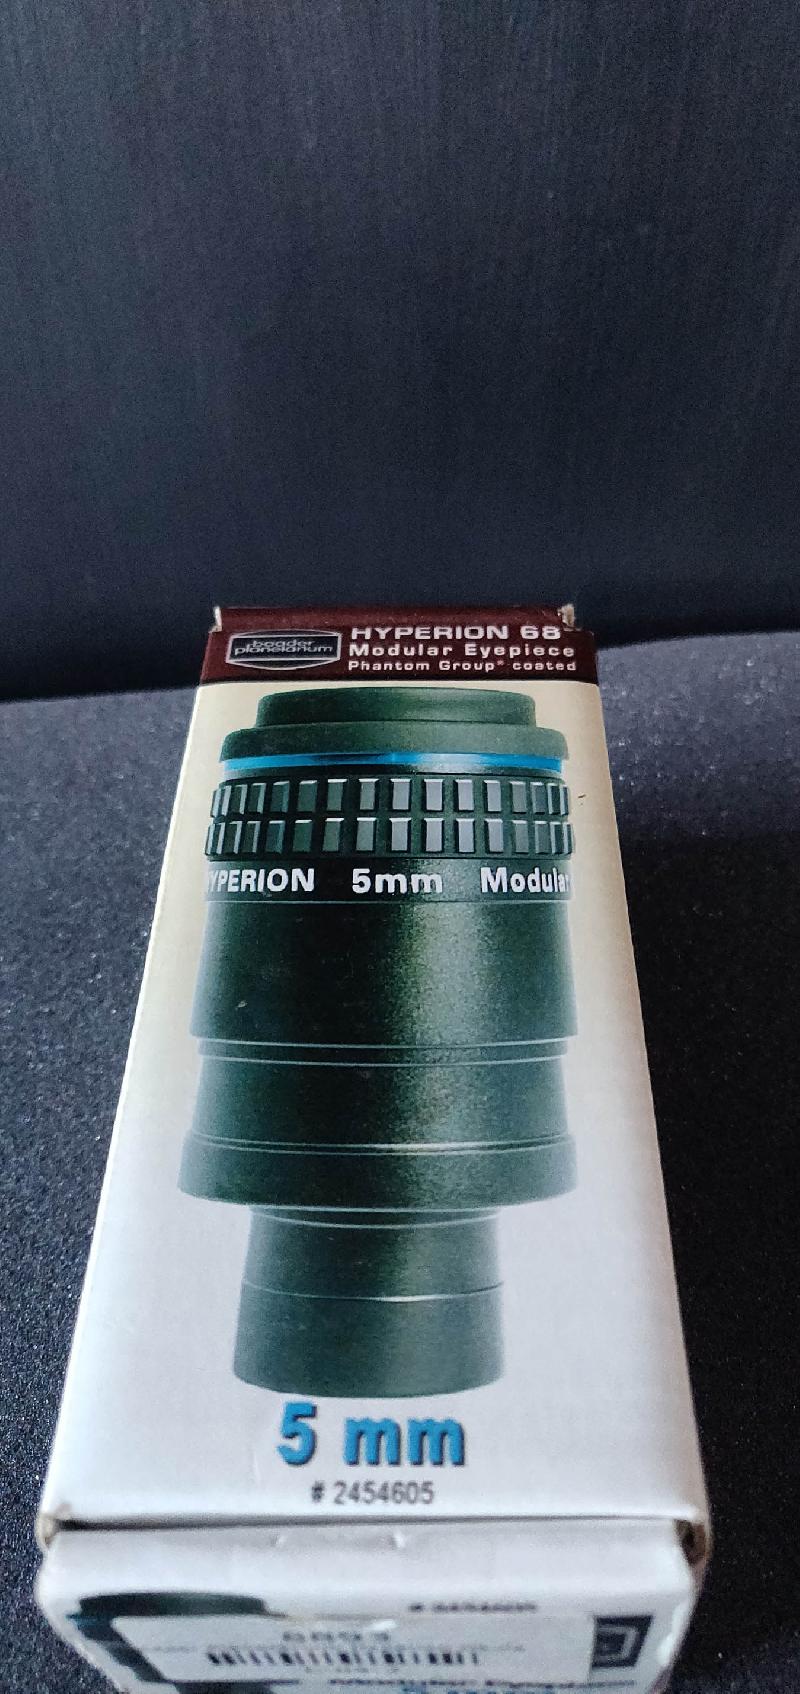 baader
planetarium
HYPERION 68°
Modular Eyepiece
Phantom Group® coated
HYPERION 5mm Modular
5 mm
# 2454605